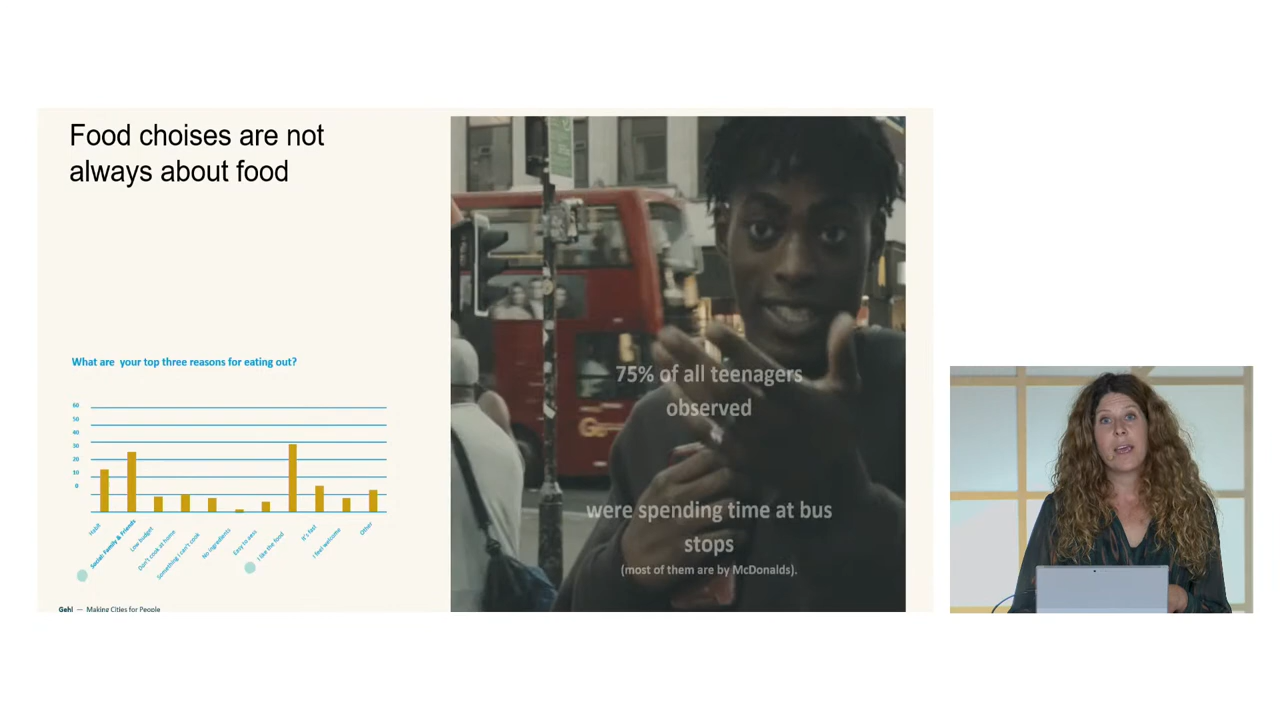 Food choises are not
always about food
What are your top three reasons for eating out?
60
50
40
30
20
10
0
Habit
Social: Family & Friends
Low budget
Don't cook at home
Something I can't cook
No ingredients
Easy to
I like the food
It's fast
I feel welcome
Other
75% of all teenagers
observed
were spending time at bus
stops
(most of them are by McDonalds).
Gehl — Making Cities for People